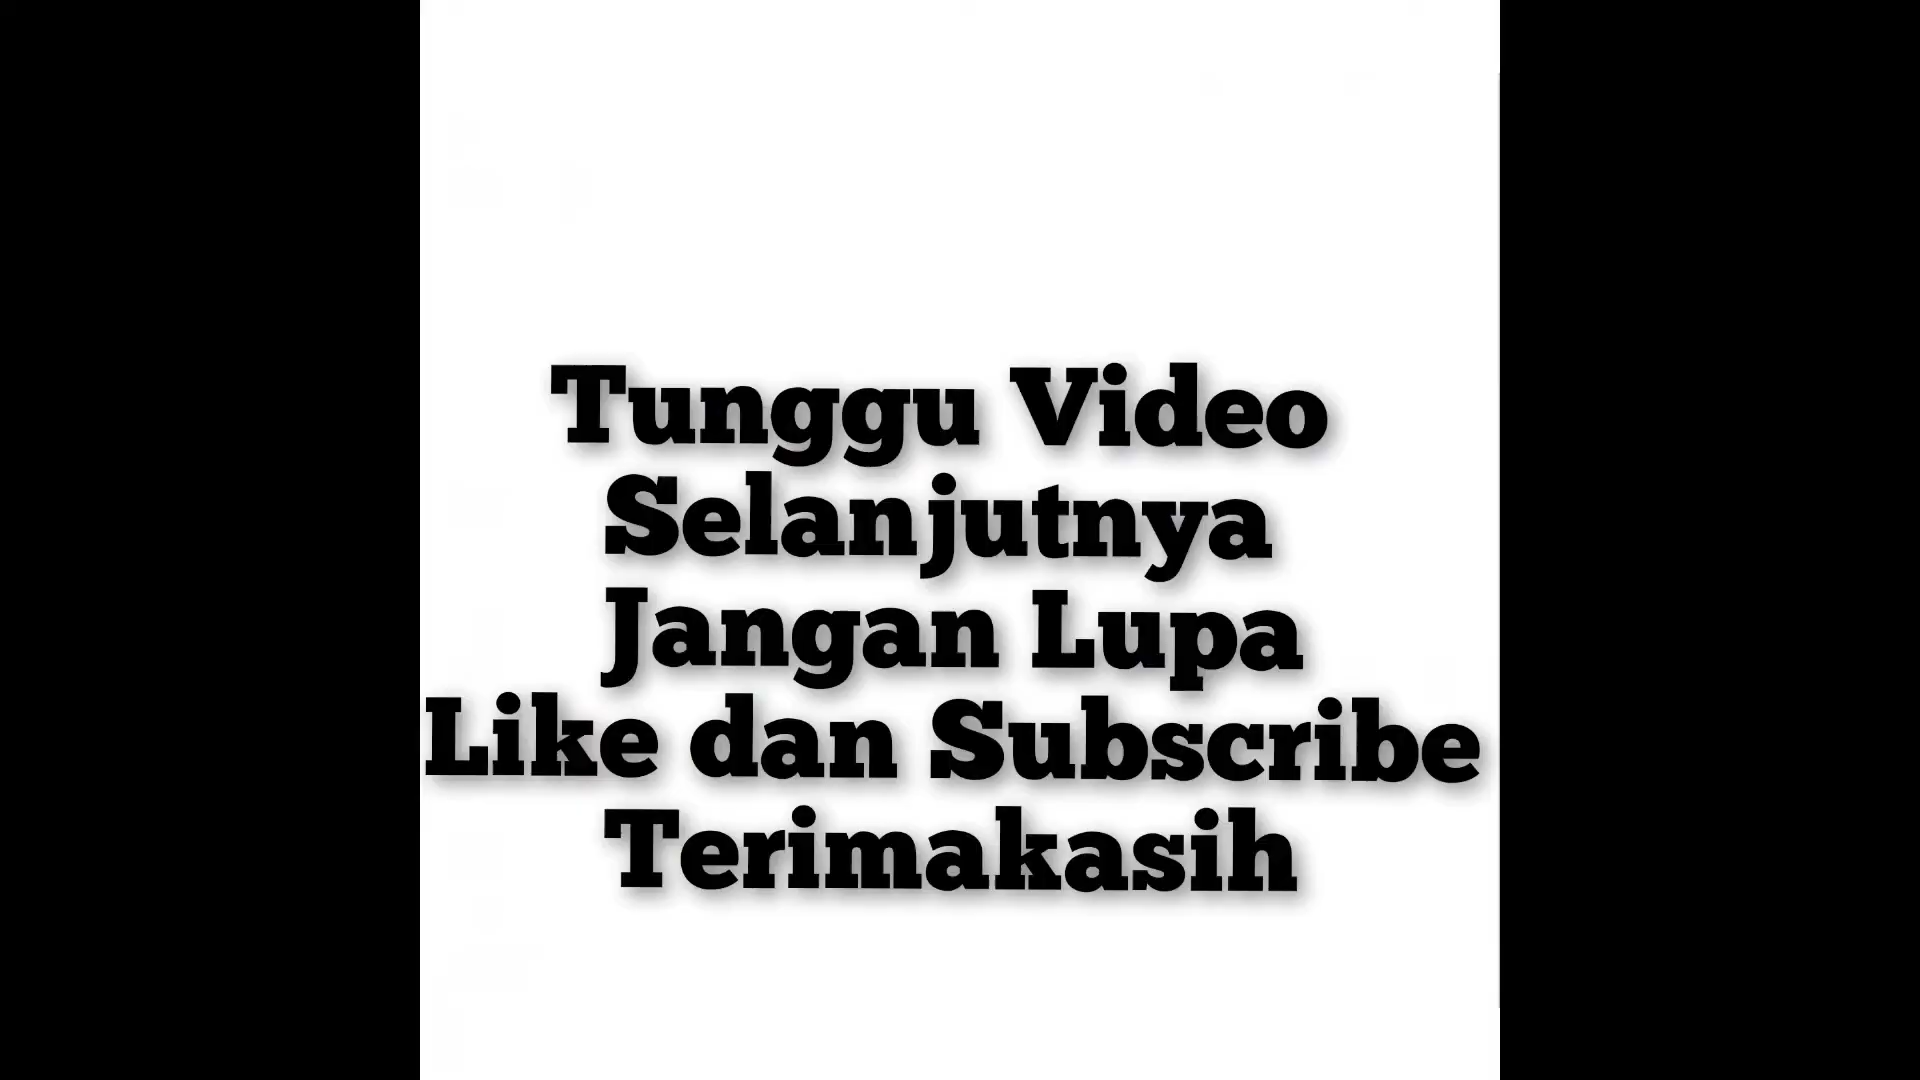 Tunggu Video
Selanjutnya
Jangan Lupa
Like dan Subscribe
Terimakasih